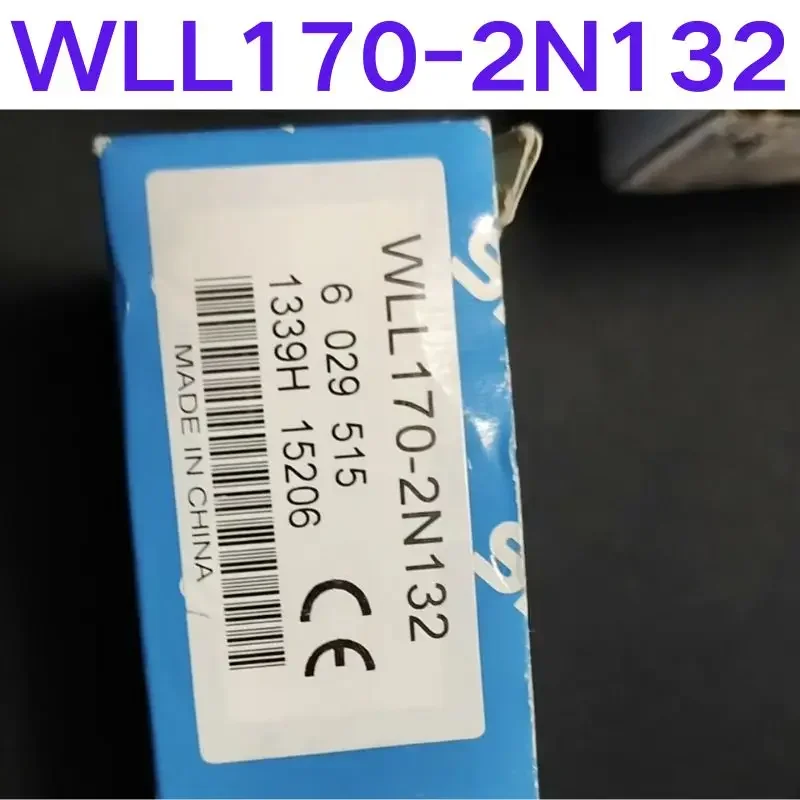 WLL170-2N132
WLL170-2N132
6 029 515
1339H 15206
CE
MADE IN CHINA